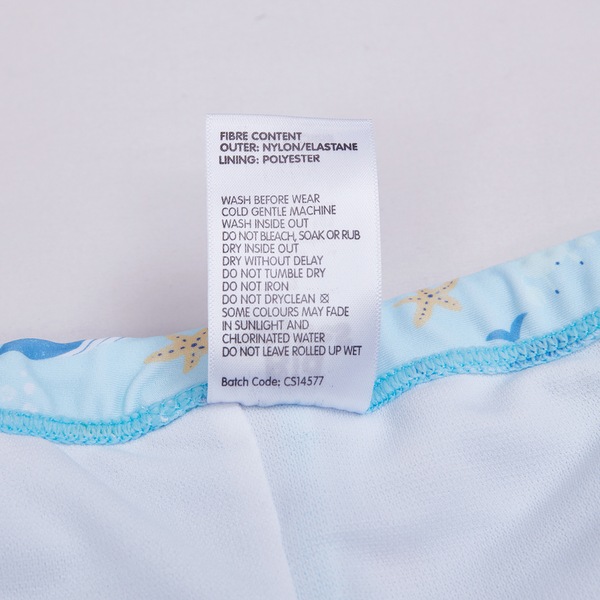 FIBRE CONTENT
OUTER: NYLON/ELASTANE
LINING: POLYESTER
WASH BEFORE WEAR
COLD GENTLE MACHINE
WASH INSIDE OUT
DO NOT BLEACH, SOAK OR RUB
DRY INSIDE OUT
DRY WITHOUT DELAY
DO NOT TUMBLE DRY
DO NOT IRON
DO NOT DRYCLEAN
SOME COLOURS MAY FADE
IN SUNLIGHT AND
CHLORINATED WATER
DO NOT LEAVE ROLLED UP WET
Batch Code: CS14577